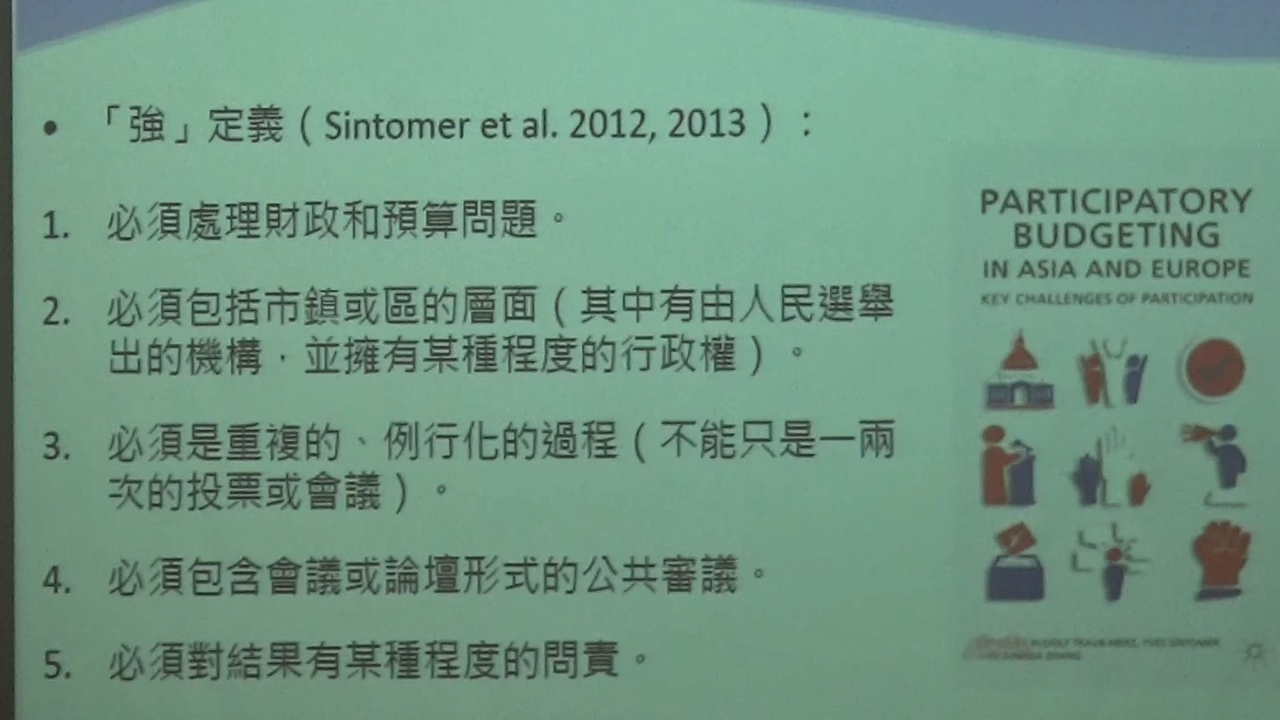 • 「強」定義（Sintomer et al. 2012, 2013）：
1. 必須處理財政和預算問題。
2. 必須包括市鎮或區的層面（其中有由人民選舉
出的機構，並擁有某種程度的行政權）。
3. 必須是重複的、例行化的過程（不能只是一兩
次的投票或會議）。
4. 必須包含會議或論壇形式的公共審議。
5. 必須對結果有某種程度的問責。
PARTICIPATORY
BUDGETING
IN ASIA AND EUROPE
KEY CHALLENGES OF PARTICIPATION